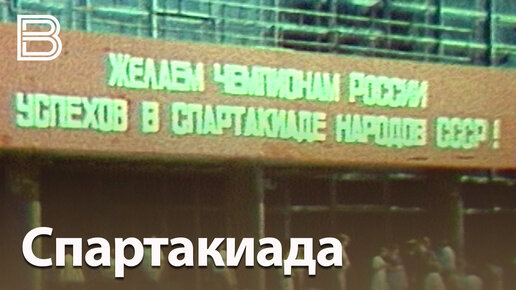 B
ЖЕЛАЕМ ЧЕМПИОНАМ РОССИИ
УСПЕХОВ В СПАРТАКИАДЕ НАРОДОВ СССР!
Спартакиада